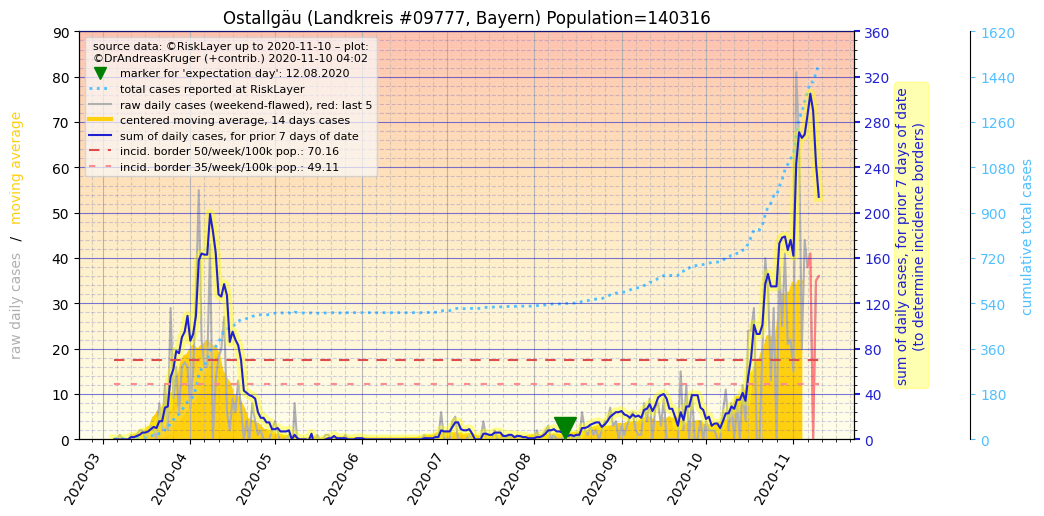 Ostallgäu (Landkreis #09777, Bayern) Population=140316
source data: ©RiskLayer up to 2020-11-10 – plot:
©DrAndreasKruger (+contrib.) 2020-11-10 04:02
marker for 'expectation day': 12.08.2020
total cases reported at RiskLayer
raw daily cases (weekend-flawed), red: last 5
centered moving average, 14 days cases
sum of daily cases, for prior 7 days of date
incid. border 50/week/100k pop.: 70.16
incid. border 35/week/100k pop.: 49.11
raw daily cases / moving average
90
80
70
60
50
40
30
20
10
0
360
320
280
240
200
160
120
80
40
0
sum of daily cases, for prior 7 days of date
(to determine incidence borders)
1620
1440
1260
1080
900
720
540
360
180
0
cumulative total cases
2020-03
2020-04
2020-05
2020-06
2020-07
2020-08
2020-09
2020-10
2020-11